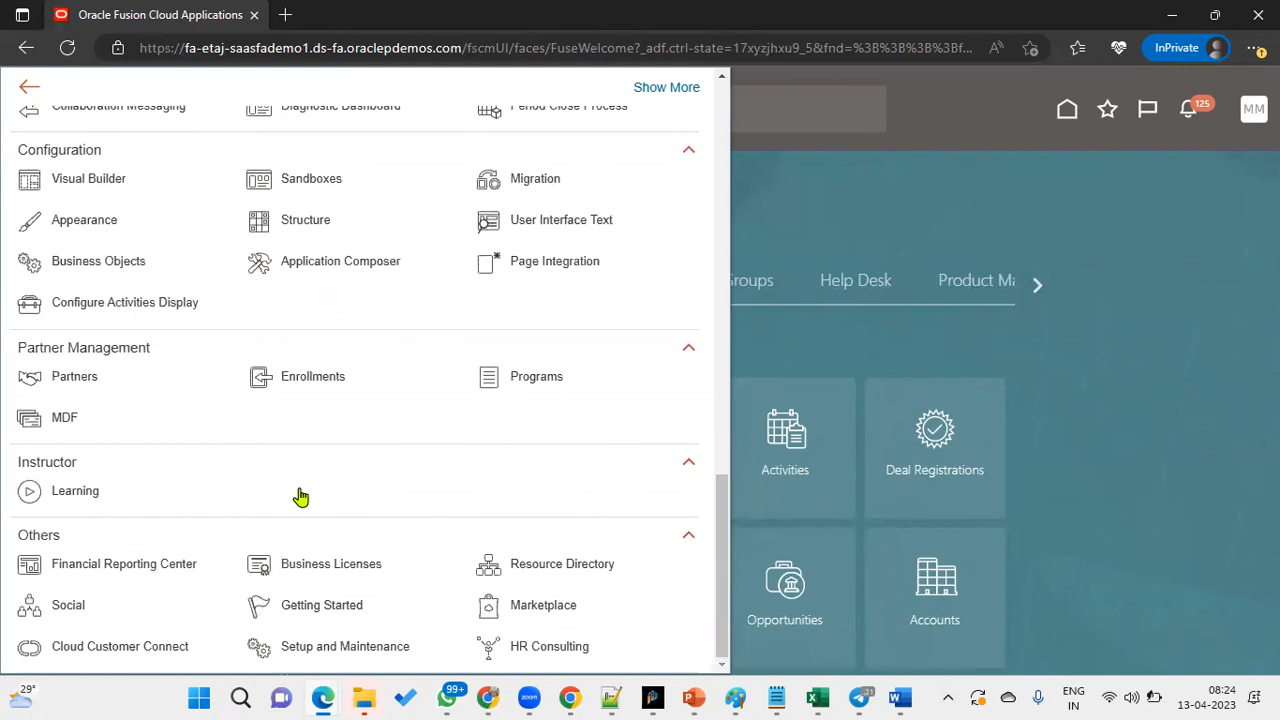 Oracle Fusion Cloud Applications
https://fa-etaj-saasfademo1.ds-fa.oraclepdemos.com/fscmUI/faces/FuseWelcome?_adf.ctrl-state=17xyzjhxu9_5&fnd=%3B%3B%3B%3Bf...
InPrivate
Show More
Collaboration Messaging Diagnostic Dashboard Period Close Process
125
MM
Configuration
Visual Builder Sandboxes Migration
Appearance Structure User Interface Text
Business Objects Application Composer Page Integration
Groups Help Desk Product Ma
Configure Activities Display
Partner Management
Partners Enrollments Programs
MDF
Activities Deal Registrations
Instructor
Learning
Others
Financial Reporting Center Business Licenses Resource Directory
Social Getting Started Marketplace
Opportunities Accounts
Cloud Customer Connect Setup and Maintenance HR Consulting
29°
99+
zoom
21
ENG
IN
08:24
13-04-2023